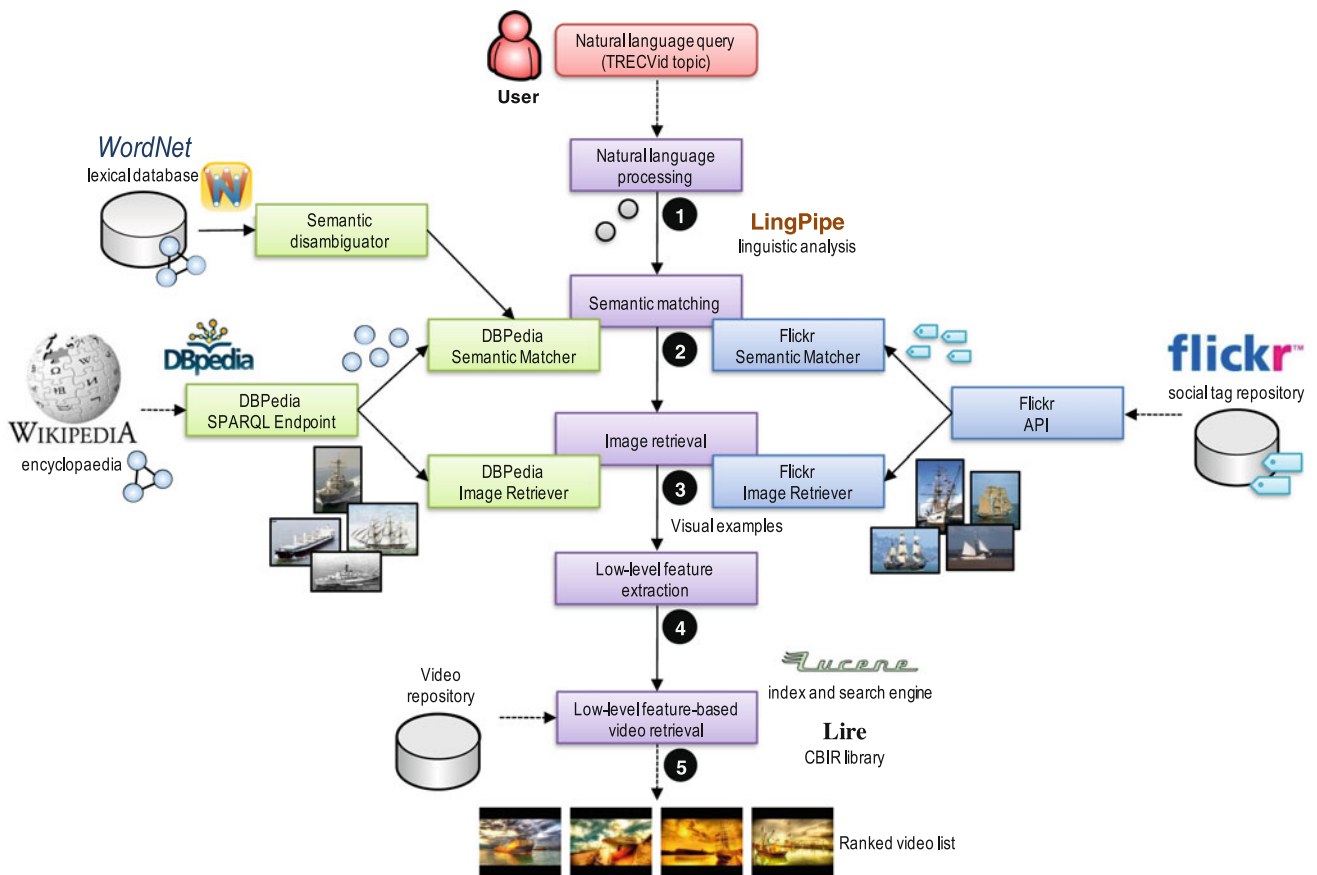 Natural language query
(TRECVid topic)
User
WordNet
lexical database
W
Natural language
processing
1
LingPipe
linguistic analysis
Semantic
disambiguator
Semantic matching
DBPedia
Semantic Matcher
2
Flickr
Semantic Matcher
DBpedia
flickr™
social tag repository
WIKIPEDIA
encyclopaedia
DBPedia
SPARQL Endpoint
Flickr
API
Image retrieval
DBPedia
Image Retriever
3
Flickr
Image Retriever
Visual examples
Low-level feature
extraction
4
Lucene
index and search engine
Video
repository
Low-level feature-based
video retrieval
Lire
CBIR library
5
Ranked video list